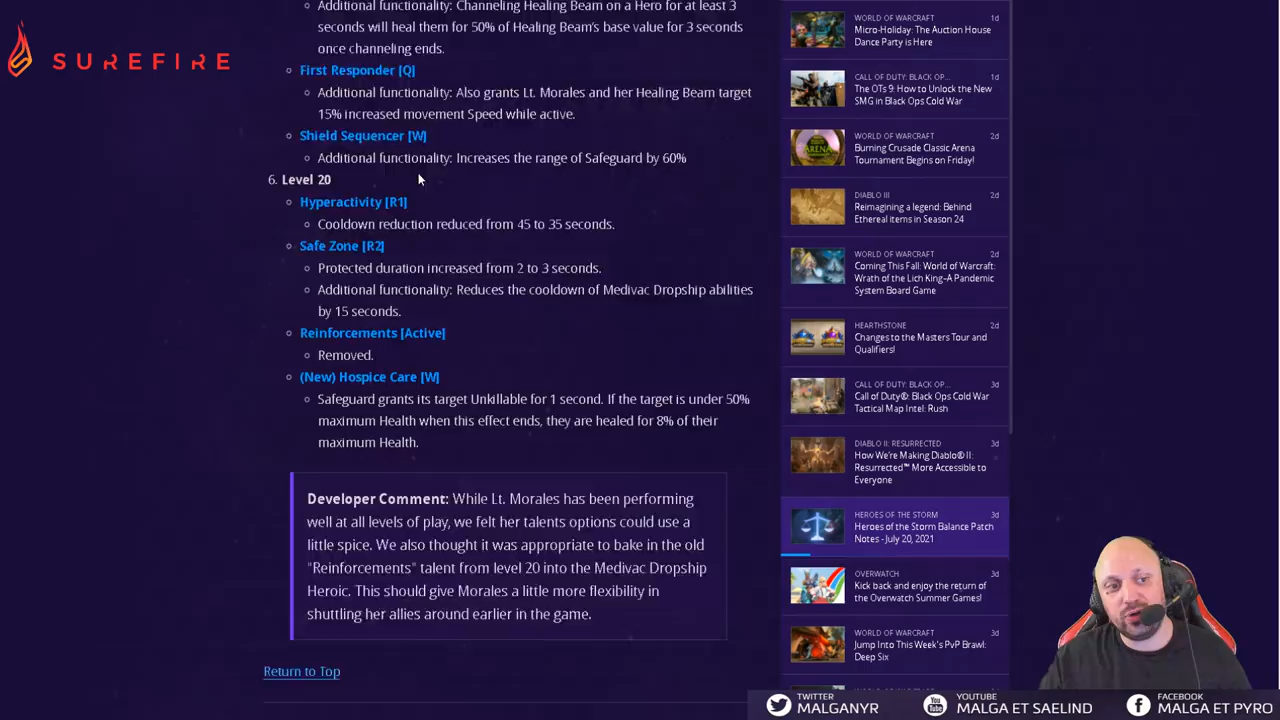 Additional functionality: Channeling Healing Beam on a Hero for at least 3
seconds will heal them for 50% of Healing Beam's base value for 3 seconds
once channeling ends.
First Responder [Q]
Additional functionality: Also grants Lt. Morales and her Healing Beam target
15% increased movement Speed while active.
Shield Sequencer [W]
Additional functionality: Increases the range of Safeguard by 60%
6. Level 20
Hyperactivity [R1]
Cooldown reduction reduced from 45 to 35 seconds.
Safe Zone [R2]
Protected duration increased from 2 to 3 seconds.
Additional functionality: Reduces the cooldown of Medivac Dropship abilities
by 15 seconds.
Reinforcements [Active]
Removed.
(New) Hospice Care [W]
Safeguard grants its target Unkillable for 1 second. If the target is under 50%
maximum Health when this effect ends, they are healed for 8% of their
maximum Health.
Developer Comment: While Lt. Morales has been performing
well at all levels of play, we felt her talents options could use a
little spice. We also thought it was appropriate to bake in the old
"Reinforcements" talent from level 20 into the Medivac Dropship
Heroic. This should give Morales a little more flexibility in
shuttling her allies around earlier in the game.
Return to Top
SUREFIRE
WORLD OF WARCRAFT 1d
Micro-Holiday: The Auction House
Dance Party is Here
CALL OF DUTY: BLACK OP... 1d
The OTs 9: How to Unlock the New
SMG in Black Ops Cold War
WORLD OF WARCRAFT 2d
Burning Crusade Classic Arena
Tournament Begins on Friday!
DIABLO III 2d
Reimagining a legend: Behind
Ethereal items in Season 24
WORLD OF WARCRAFT 2d
Coming This Fall: World of Warcraft:
Wrath of the Lich King–A Pandemic
System Board Game
HEARTHSTONE 2d
Changes to the Masters Tour and
Qualifiers!
CALL OF DUTY: BLACK OP... 3d
Call of Duty®: Black Ops Cold War
Tactical Map Intel: Rush
DIABLO II: RESURRECTED 3d
How We're Making Diablo® II:
Resurrected™ More Accessible to
Everyone
HEROES OF THE STORM 3d
Heroes of the Storm Balance Patch
Notes - July 20, 2021
OVERWATCH 3d
Kick back and enjoy the return of
the Overwatch Summer Games!
WORLD OF WARCRAFT 3d
Jump Into This Week's PvP Brawl:
Deep Six
TWITTER
MALGANYR
YOUTUBE
MALGA ET SAELIND
FACEBOOK
MALGA ET PYRO